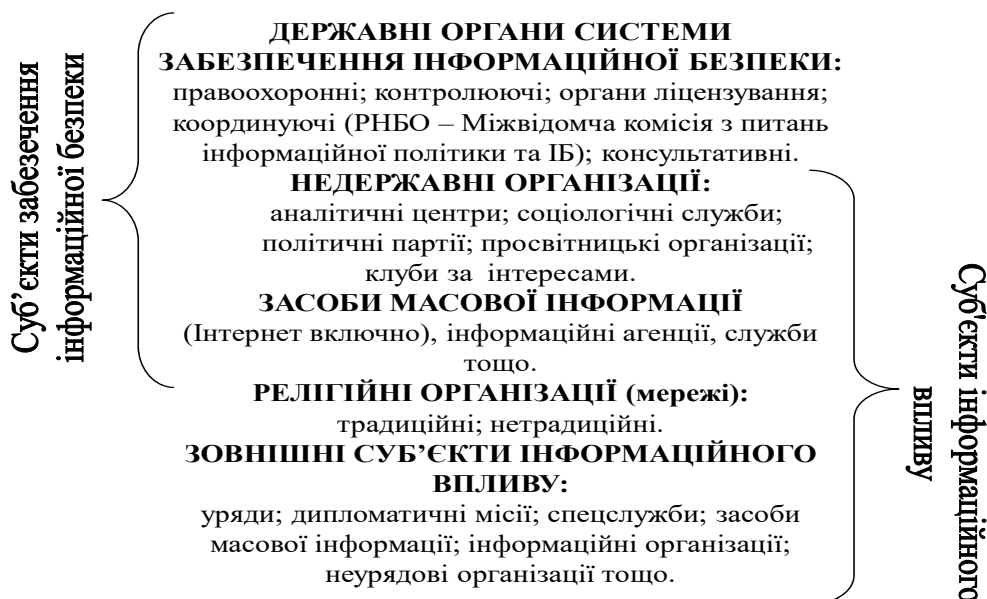 Суб’єкти забезечення
інформаційної безпеки
ДЕРЖАВНІ ОРГАНИ СИСТЕМИ
ЗАБЕЗПЕЧЕННЯ ІНФОРМАЦІЙНОЇ БЕЗПЕКИ:
правоохоронні; контролюючі; органи ліцензування;
координуючі (РНБО – Міжвідомча комісія з питань
інформаційної політики та ІБ); консультативні.
НЕДЕРЖАВНІ ОРГАНІЗАЦІЇ:
аналітичні центри; соціологічні служби;
політичні партії; просвітницькі організації;
клуби за інтересами.
ЗАСОБИ МАСОВОЇ ІНФОРМАЦІЇ
(Інтернет включно), інформаційні агенції, служби
тощо.
РЕЛІГІЙНІ ОРГАНІЗАЦІЇ (мережі):
традиційні; нетрадиційні.
ЗОВНІШНІ СУБ’ЄКТИ ІНФОРМАЦІЙНОГО
ВПЛИВУ:
уряди; дипломатичні місії; спецслужби; засоби
масової інформації; інформаційні організації;
неурядові організації тощо.
Суб'єкти інформаційного
впливу